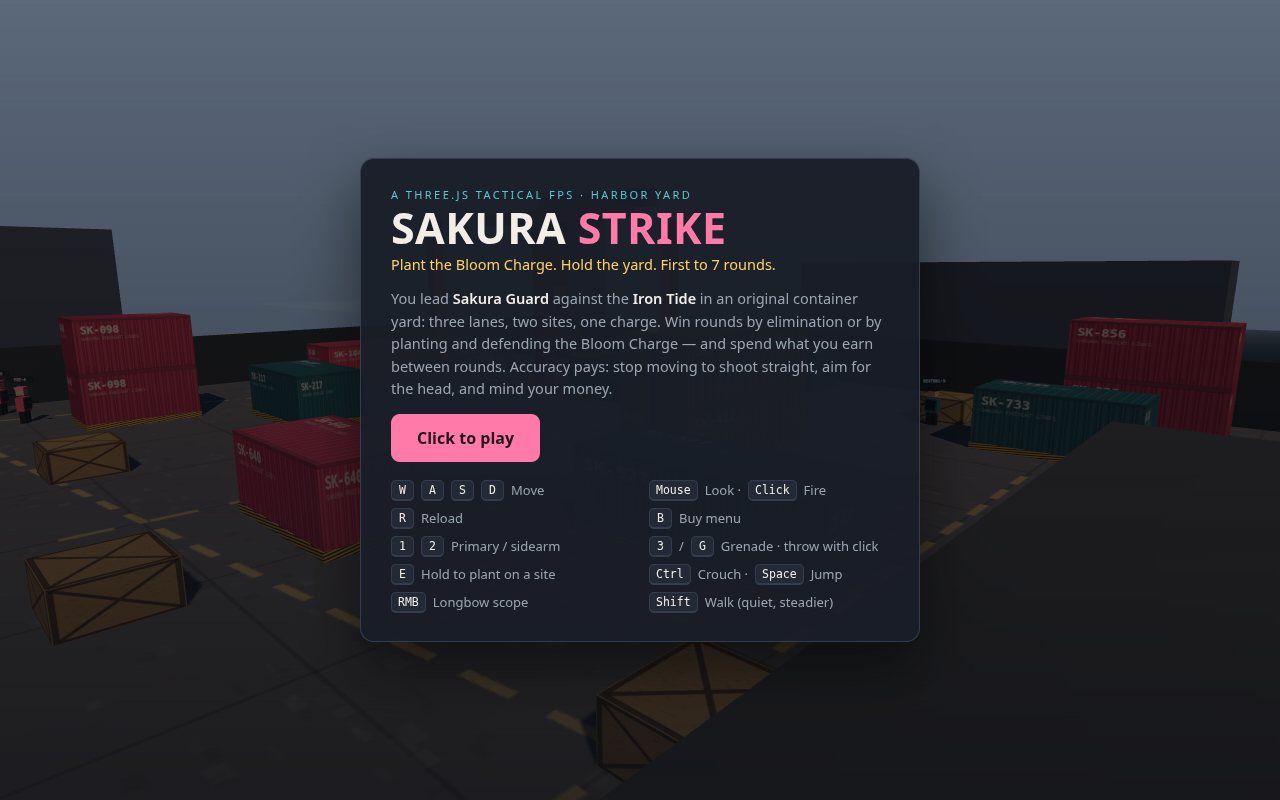 A THREE.JS TACTICAL FPS · HARBOR YARD
SAKURA STRIKE
Plant the Bloom Charge. Hold the yard. First to 7 rounds.
You lead Sakura Guard against the Iron Tide in an original container
yard: three lanes, two sites, one charge. Win rounds by elimination or by
planting and defending the Bloom Charge — and spend what you earn
between rounds. Accuracy pays: stop moving to shoot straight, aim for
the head, and mind your money.
Click to play
W A S D Move
Mouse Look · Click Fire
R Reload
B Buy menu
1 2 Primary / sidearm
3 / G Grenade · throw with click
E Hold to plant on a site
Ctrl Crouch · Space Jump
RMB Longbow scope
Shift Walk (quiet, steadier)
SK-098
SK-098
SK-217
SK-217
SK-640
SK-640
SK-856
SK-733